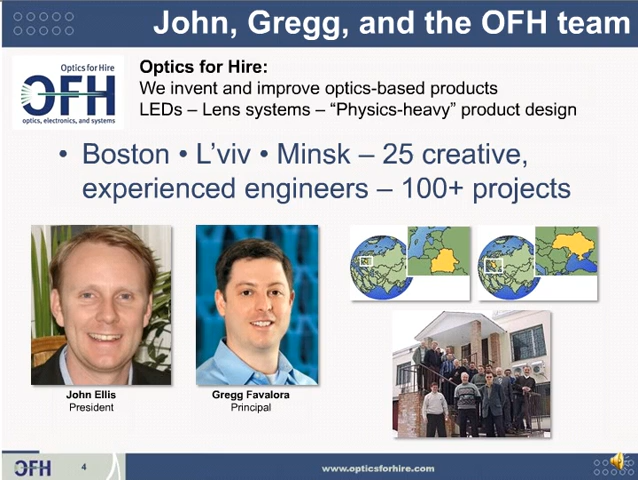 John, Gregg, and the OFH team
Optics for Hire
OFH
optics, electronics, and systems
Optics for Hire:
We invent and improve optics-based products
LEDs – Lens systems – “Physics-heavy” product design
• Boston • L’viv • Minsk – 25 creative,
experienced engineers – 100+ projects
John Ellis
President
Gregg Favalora
Principal
OFH
4
www.opticsforhire.com